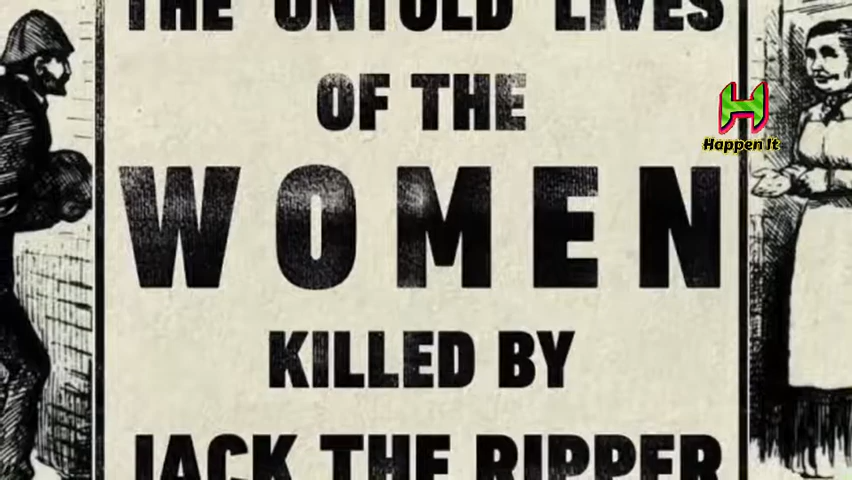 THE UNTOLD LIVES
OF THE
Happen It
WOMEN
KILLED BY
JACK THE RIPPER